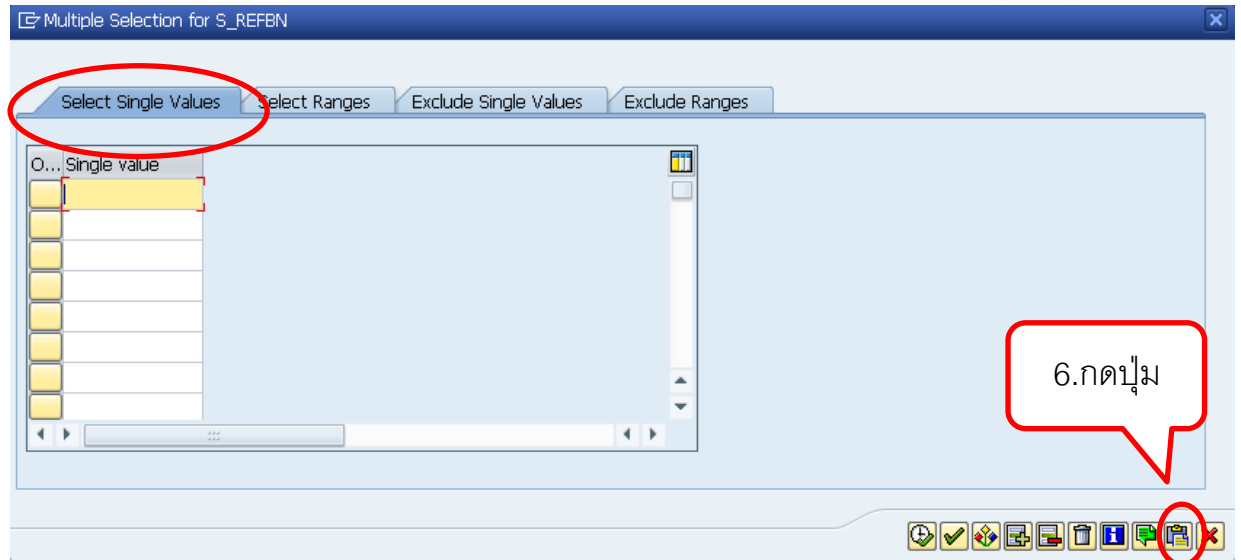 Multiple Selection for S_REFBN
Select Single Values Select Ranges Exclude Single Values Exclude Ranges
O... Single value
6.กดปุ่ม